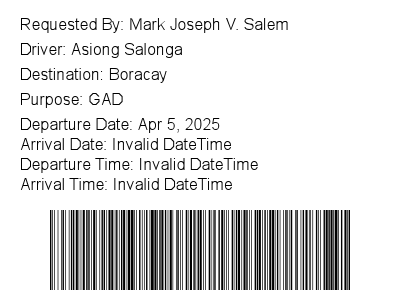 Requested By: Mark Joseph V. Salem
Driver: Asiong Salonga
Destination: Boracay
Purpose: GAD
Departure Date: Apr 5, 2025
Arrival Date: Invalid DateTime
Departure Time: Invalid DateTime
Arrival Time: Invalid DateTime